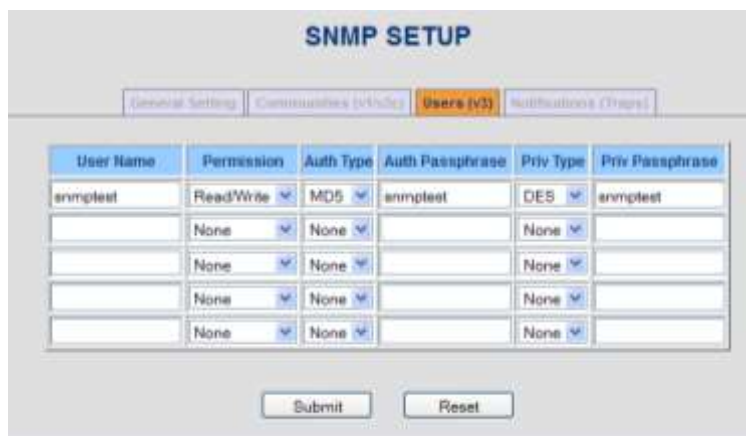 SNMP SETUP
General Setting Communities (v1/v2c) Users (v3) Notifications (Traps)
User Name Permission Auth Type Auth Passphrase Priv Type Priv Passphrase
snmptest Read/Write MD5 snmptest DES snmptest
None None None
None None None
None None None
None None None
Submit Reset